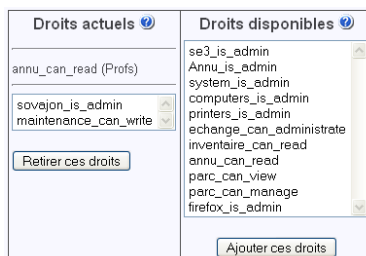 Droits actuels
annu_can_read (Profs)
sovajon_is_admin
maintenance_can_write
Retirer ces droits
Droits disponibles
se3_is_admin
Annu_is_admin
system_is_admin
computers_is_admin
printers_is_admin
echange_can_administrate
inventaire_can_read
annu_can_read
parc_can_view
parc_can_manage
firefox_is_admin
Ajouter ces droits